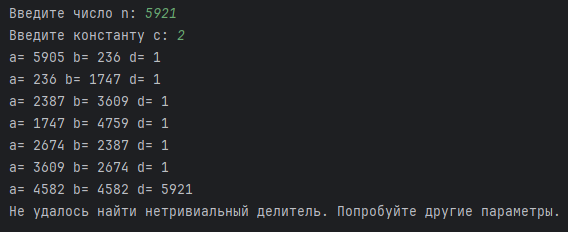 Введите число n: 5921
Введите константу c: 2
a= 5905 b= 236 d= 1
a= 236 b= 1747 d= 1
a= 2387 b= 3609 d= 1
a= 1747 b= 4759 d= 1
a= 2674 b= 2387 d= 1
a= 3609 b= 2674 d= 1
a= 4582 b= 4582 d= 5921
Не удалось найти нетривиальный делитель. Попробуйте другие параметры.